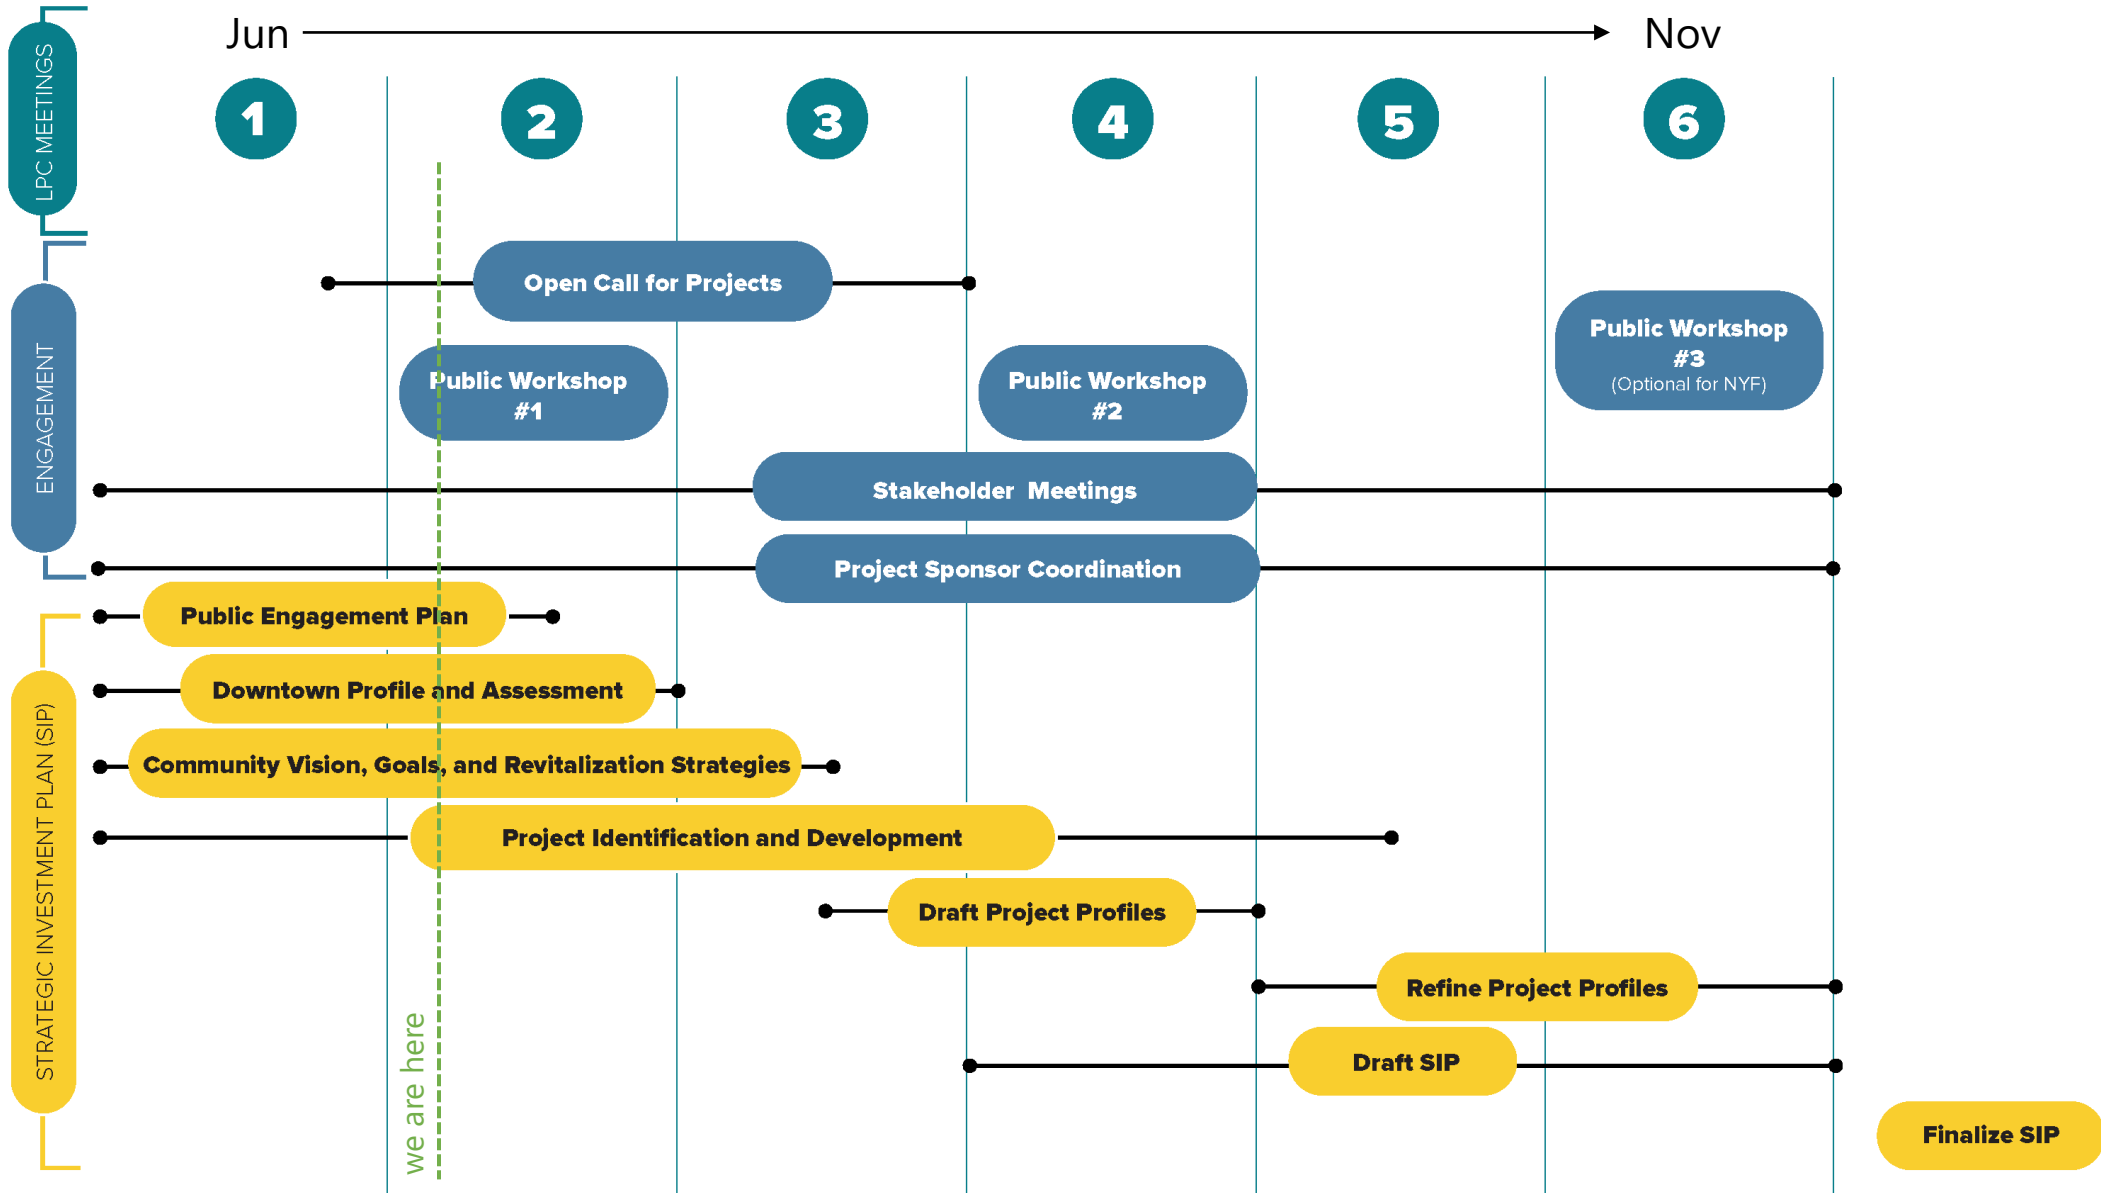 Jun
Nov
LPC MEETINGS
1
2
3
4
5
6
ENGAGEMENT
Open Call for Projects
Public Workshop
#1
Public Workshop
#2
Public Workshop
#3
(Optional for NYF)
Stakeholder Meetings
Project Sponsor Coordination
STRATEGIC INVESTMENT PLAN (SIP)
Public Engagement Plan
Downtown Profile and Assessment
Community Vision, Goals, and Revitalization Strategies
Project Identification and Development
Draft Project Profiles
Refine Project Profiles
Draft SIP
Finalize SIP
we are here